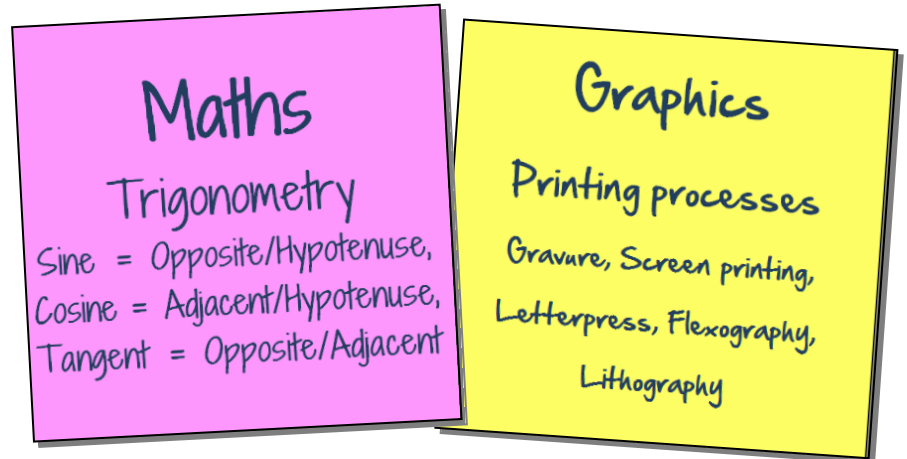 Maths
Trigonometry
Sine = Opposite/Hypotenuse,
Cosine = Adjacent/Hypotenuse,
Tangent = Opposite/Adjacent
Graphics
Printing processes
Gravure, Screen printing,
Letterpress, Flexography,
Lithography